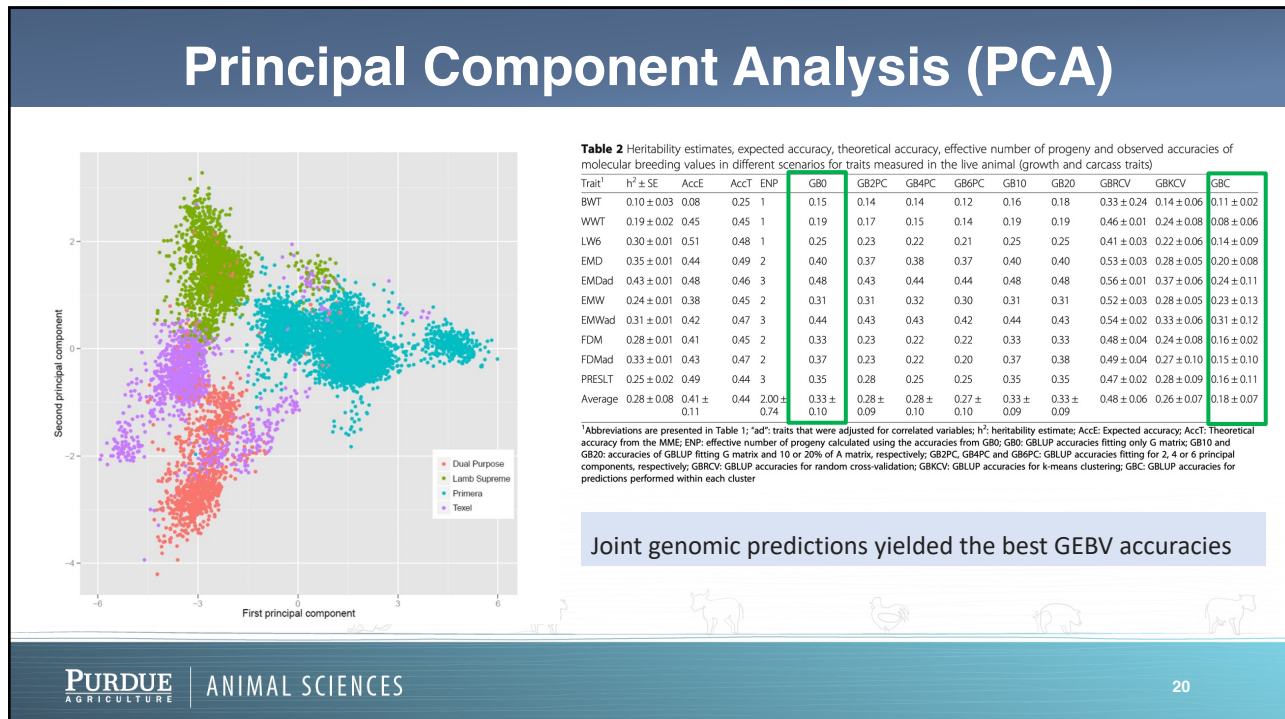 Principal Component Analysis (PCA)
Second principal component
2
0
-2
-4
-6
-3
0
3
6
First principal component
Dual Purpose
Lamb Supreme
Primera
Texel
Table 2 Heritability estimates, expected accuracy, theoretical accuracy, effective number of progeny and observed accuracies of
molecular breeding values in different scenarios for traits measured in the live animal (growth and carcass traits)
Trait¹ h² ± SE AccE AccT ENP GB0 GB2PC GB4PC GB6PC GB10 GB20 GBRCV GBKCV GBC
BWT 0.10 ± 0.03 0.08 0.25 1 0.15 0.14 0.14 0.12 0.16 0.18 0.33 ± 0.24 0.14 ± 0.06 0.11 ± 0.02
WWT 0.19 ± 0.02 0.45 0.45 1 0.19 0.17 0.15 0.14 0.19 0.19 0.46 ± 0.01 0.24 ± 0.08 0.08 ± 0.06
LW6 0.30 ± 0.01 0.51 0.48 1 0.25 0.23 0.22 0.21 0.25 0.25 0.41 ± 0.03 0.22 ± 0.06 0.14 ± 0.09
EMD 0.35 ± 0.01 0.44 0.49 2 0.40 0.37 0.38 0.37 0.40 0.40 0.53 ± 0.03 0.28 ± 0.05 0.20 ± 0.08
EMDad 0.43 ± 0.01 0.48 0.46 3 0.48 0.43 0.44 0.44 0.48 0.48 0.56 ± 0.01 0.37 ± 0.06 0.24 ± 0.11
EMW 0.24 ± 0.01 0.38 0.45 2 0.31 0.31 0.32 0.30 0.31 0.31 0.52 ± 0.03 0.28 ± 0.05 0.23 ± 0.13
EMWad 0.31 ± 0.01 0.42 0.47 3 0.44 0.43 0.43 0.42 0.44 0.43 0.54 ± 0.02 0.33 ± 0.06 0.31 ± 0.12
FDM 0.28 ± 0.01 0.41 0.45 2 0.33 0.23 0.22 0.22 0.33 0.33 0.48 ± 0.04 0.24 ± 0.08 0.16 ± 0.02
FDMad 0.33 ± 0.01 0.43 0.47 2 0.37 0.23 0.22 0.20 0.37 0.38 0.49 ± 0.04 0.27 ± 0.10 0.15 ± 0.10
PRESLT 0.25 ± 0.02 0.49 0.44 3 0.35 0.28 0.25 0.25 0.35 0.35 0.47 ± 0.02 0.28 ± 0.09 0.16 ± 0.11
Average 0.28 ± 0.08 0.41 ± 0.44 2.00 ± 0.33 ± 0.28 ± 0.28 ± 0.27 ± 0.33 ± 0.33 ± 0.48 ± 0.06 0.26 ± 0.07 0.18 ± 0.07
0.11 0.74 0.10 0.09 0.10 0.10 0.09 0.09
¹Abbreviations are presented in Table 1; "ad": traits that were adjusted for correlated variables; h²: heritability estimate; AccE: Expected accuracy; AccT: Theoretical
accuracy from the MME; ENP: effective number of progeny calculated using the accuracies from GB0; GB0: GBLUP accuracies fitting only G matrix; GB10 and
GB20: accuracies of GBLUP fitting G matrix and 10 or 20% of A matrix, respectively; GB2PC, GB4PC and GB6PC: GBLUP accuracies fitting for 2, 4 or 6 principal
components, respectively; GBRCV: GBLUP accuracies for random cross-validation; GBKCV: GBLUP accuracies for k-means clustering; GBC: GBLUP accuracies for
predictions performed within each cluster
Joint genomic predictions yielded the best GEBV accuracies
PURDUE
AGRICULTURE
ANIMAL SCIENCES
20